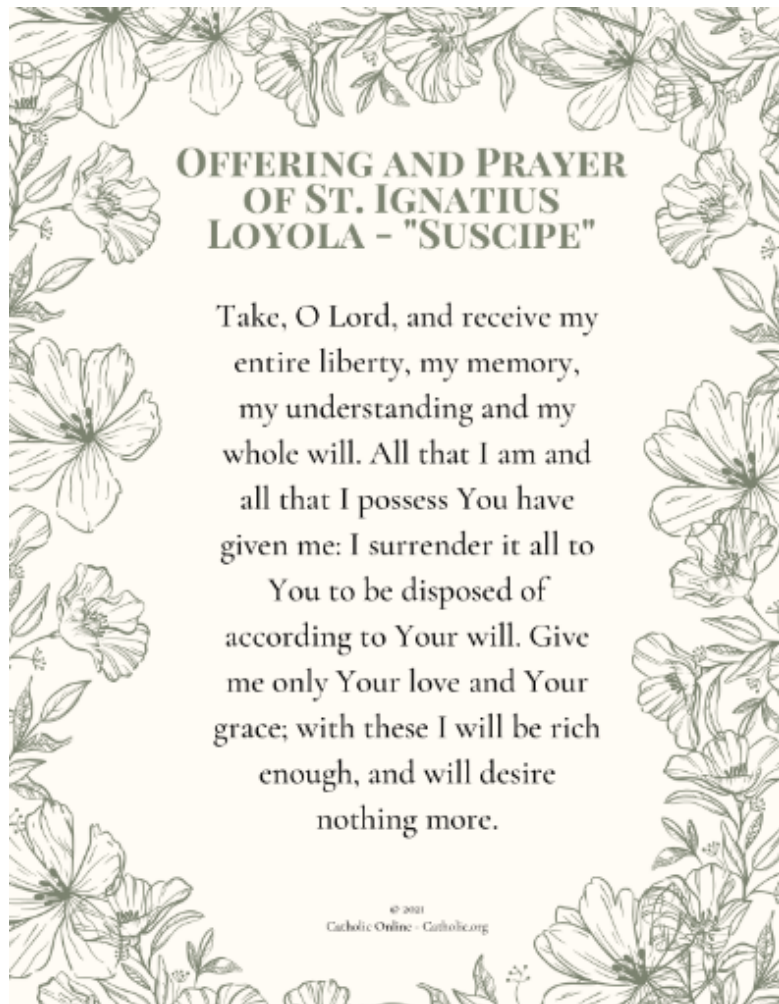 Offering and Prayer
of St. Ignatius
Loyola - "Suscipe"
Take, O Lord, and receive my
entire liberty, my memory,
my understanding and my
whole will. All that I am and
all that I possess You have
given me: I surrender it all to
You to be disposed of
according to Your will. Give
me only Your love and Your
grace; with these I will be rich
enough, and will desire
nothing more.
© 2021
Catholic Online - Catholic.org